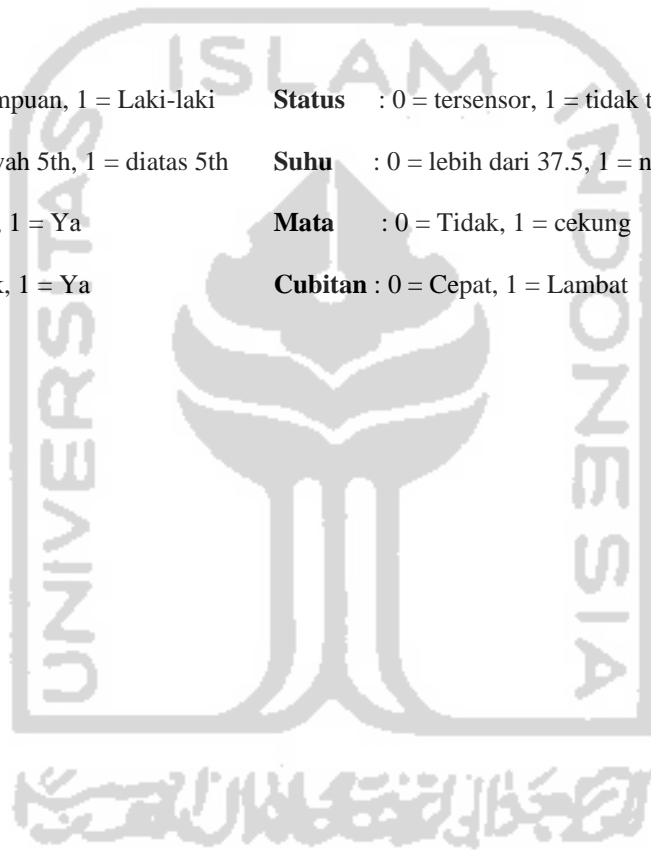 mpuan, 1 = Laki-laki Status : 0 = tersensor, 1 = tidak t
yah 5th, 1 = diatas 5th Suhu : 0 = lebih dari 37.5, 1 = n
, 1 = Ya Mata : 0 = Tidak, 1 = cekung
k, 1 = Ya Cubitan : 0 = Cepat, 1 = Lambat
ISLAM
UNIVERSITAS
INDONESIA